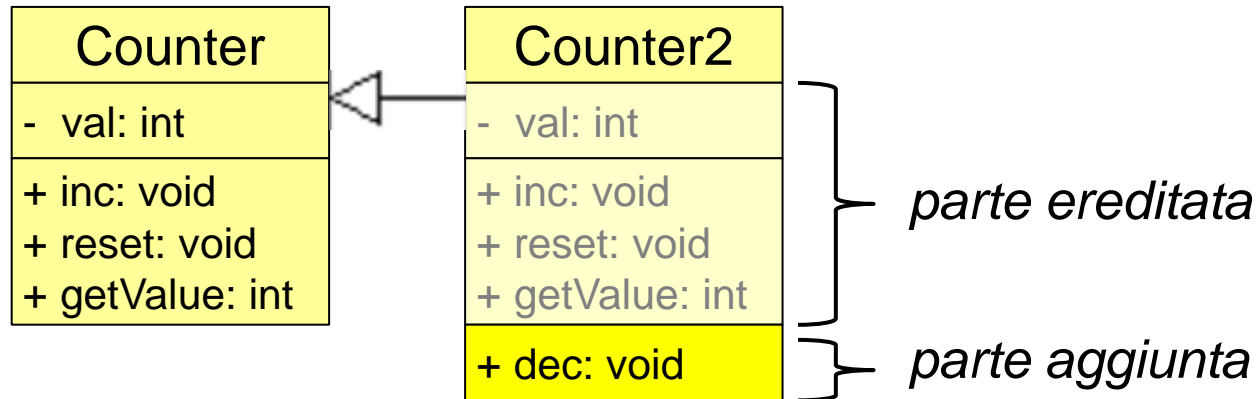 Counter
- val: int
+ inc: void
+ reset: void
+ getValue: int
Counter2
- val: int
+ inc: void
+ reset: void
+ getValue: int
+ dec: void
parte ereditata
parte aggiunta